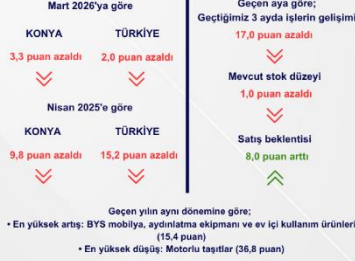 Mart 2026'ya göre
KONYA TÜRKİYE
3,3 puan azaldı 2,0 puan azaldı
Nisan 2025'e göre
KONYA TÜRKİYE
9,8 puan azaldı 15,2 puan azaldı
Geçen aya göre;
Geçtiğimiz 3 ayda işlerin gelişimi
17,0 puan azaldı
Mevcut stok düzeyi
1,0 puan azaldı
Satış beklentisi
8,0 puan arttı
Geçen yılın aynı dönemine göre;
• En yüksek artış: BYS mobilya, aydınlatma ekipmanı ve ev içi kullanım ürünleri
(15,4 puan)
• En yüksek düşüş: Motorlu taşıtlar (36,8 puan)